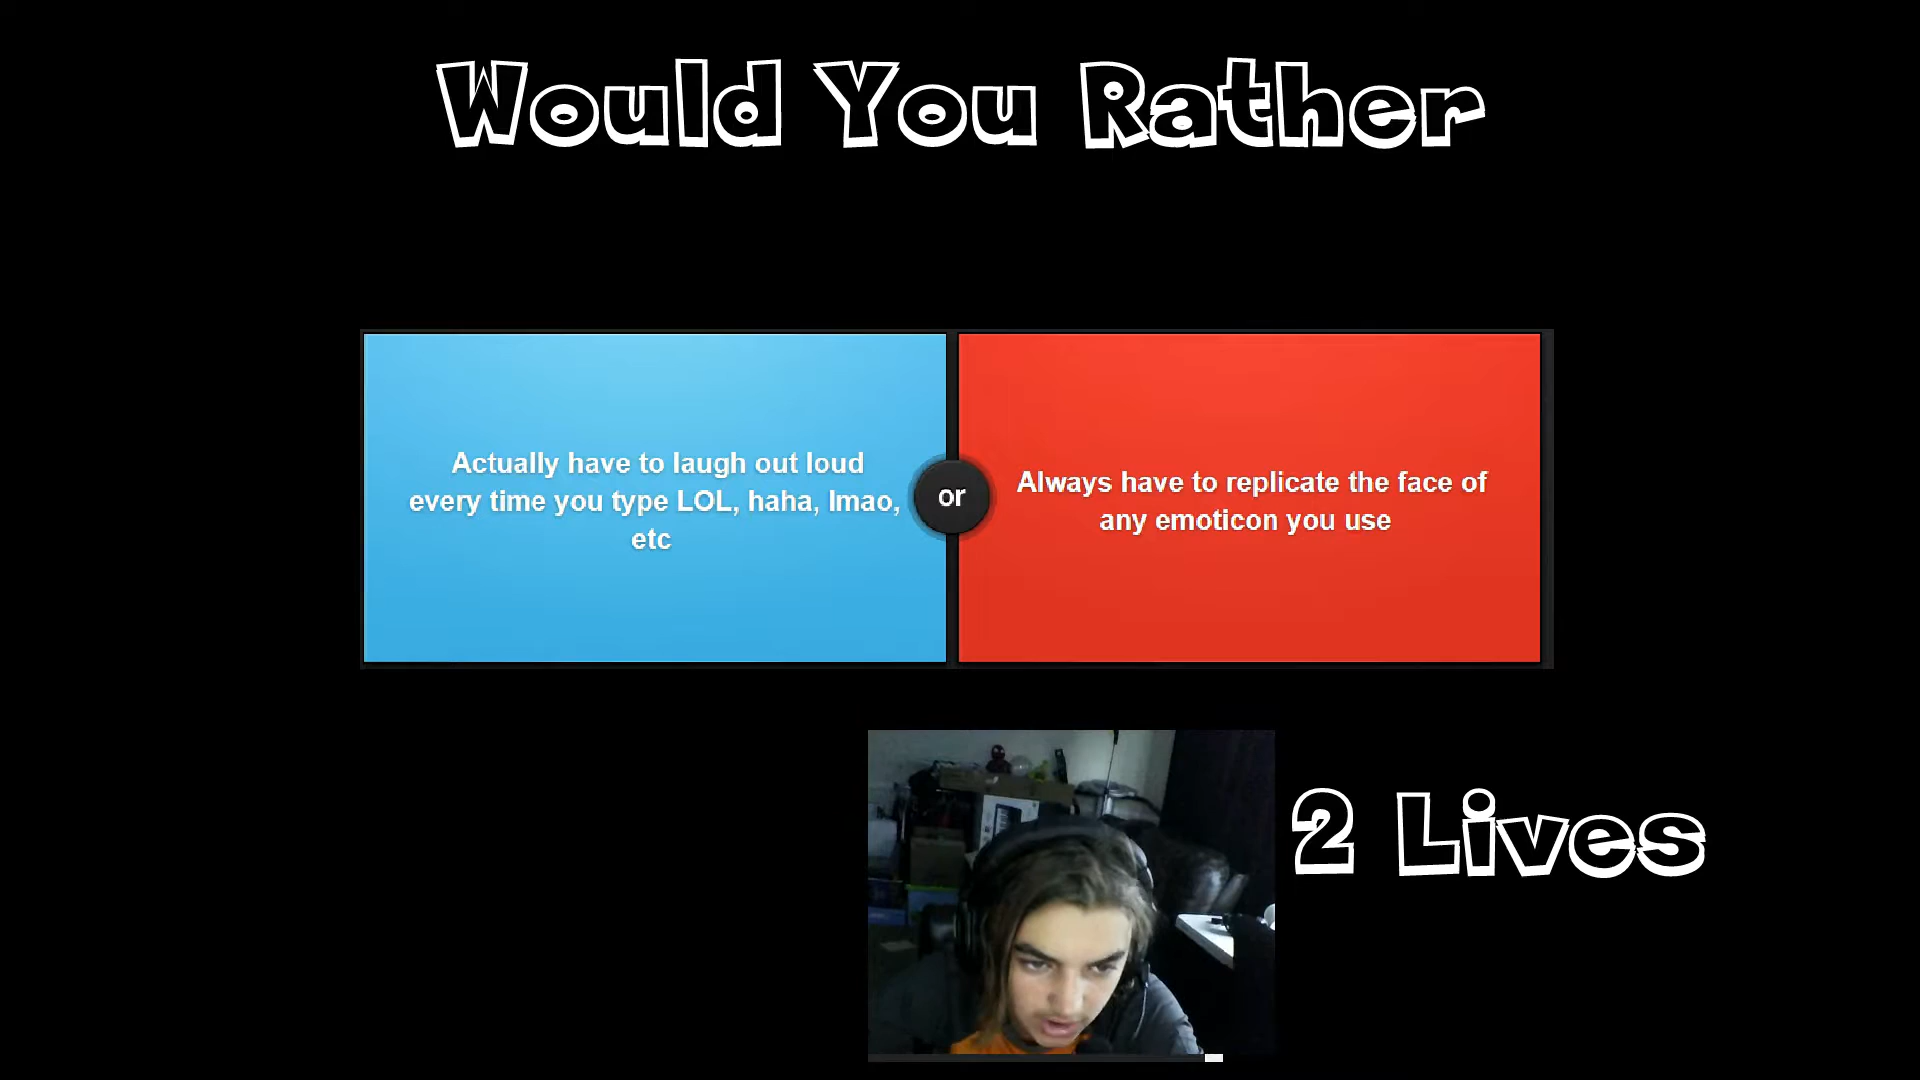 Would You Rather
Actually have to laugh out loud
every time you type LOL, haha, lmao,
etc
or
Always have to replicate the face of
any emoticon you use
2 Lives